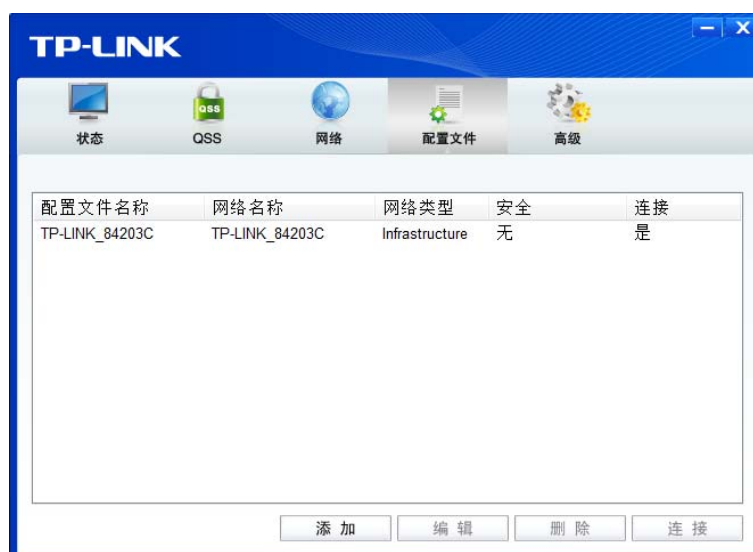 TP-LINK
QSS
状态 QSS 网络 配置文件 高级
配置文件名称 网络名称 网络类型 安全 连接
TP-LINK_84203C TP-LINK_84203C Infrastructure 无 是
添加 编辑 删除 连接